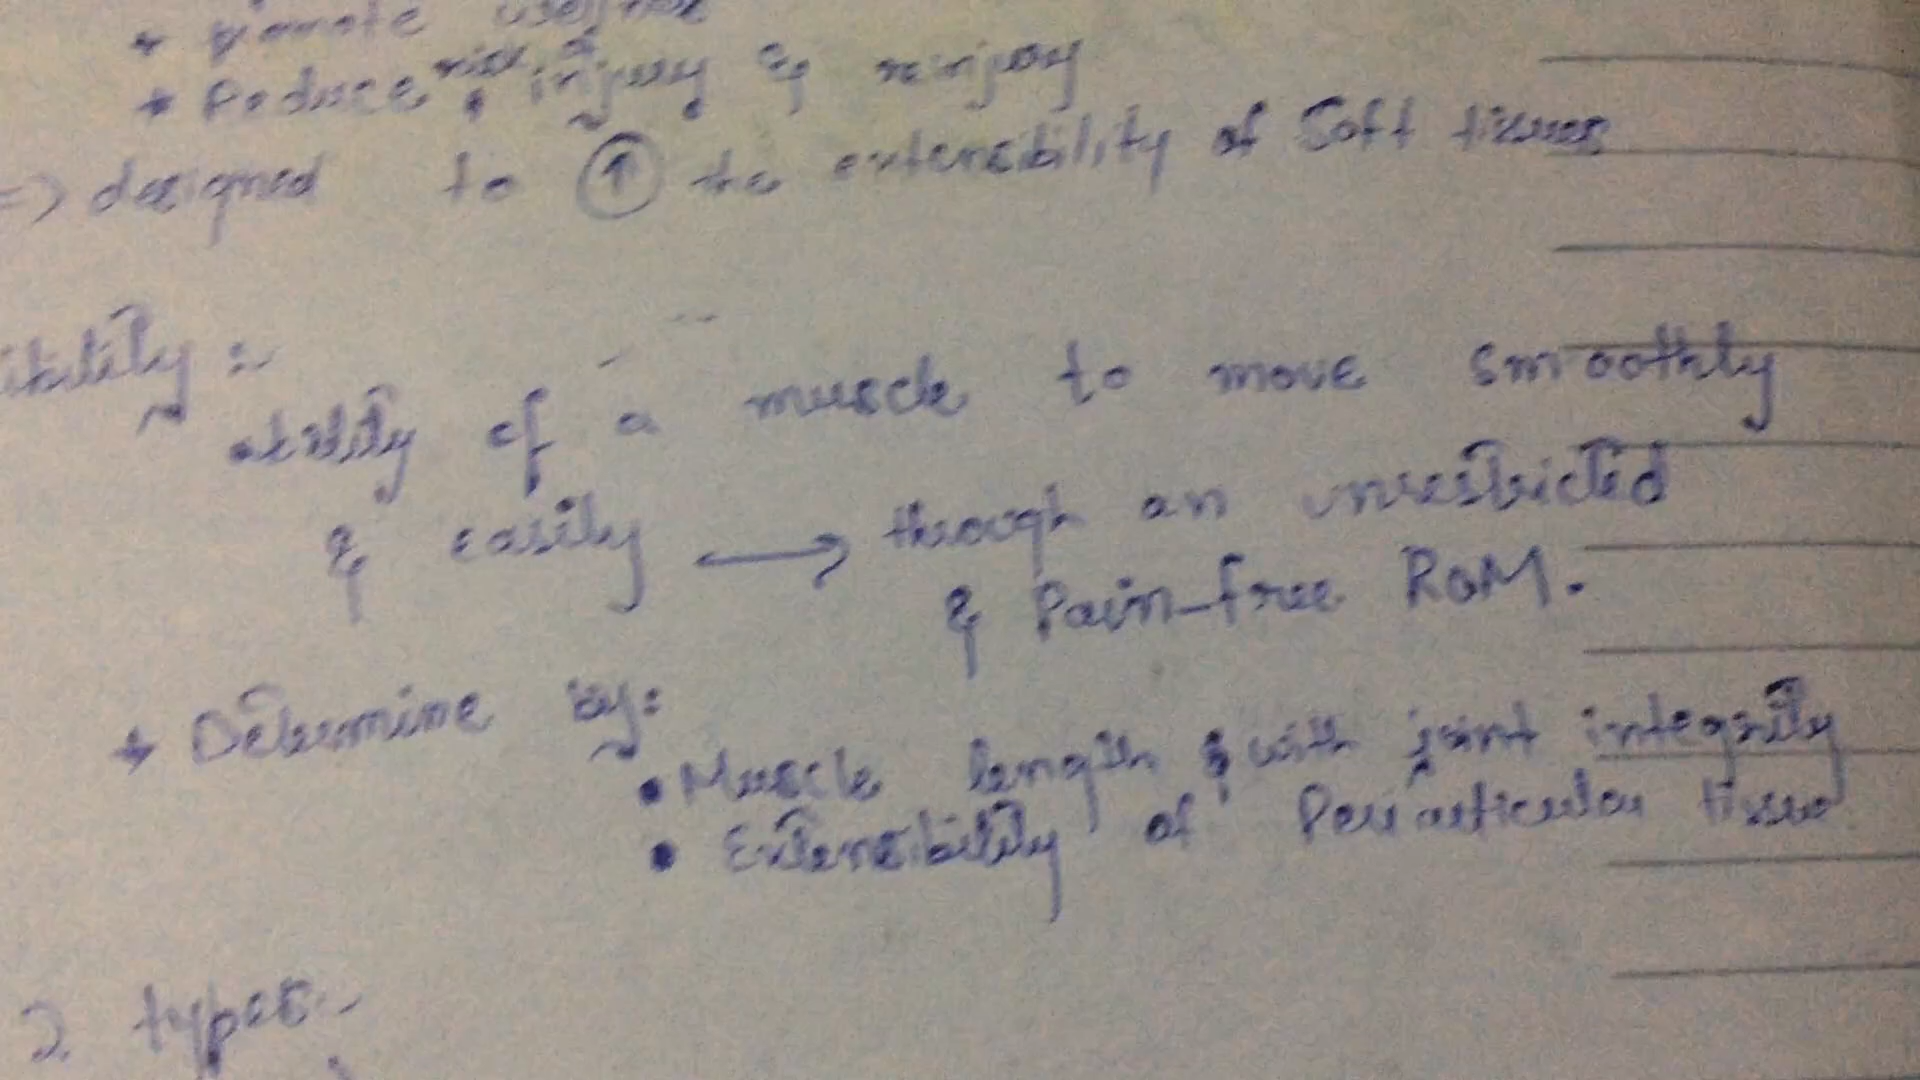 * Reduce risk of injury & reinjury
=> designed to ↑ the extensibility of Soft tissues
ibility :-
ability of a muscle to move smoothly
& easily → through an unrestricted
& Pain-free ROM.
* Determine by:
• Muscle length & with joint integrity
• Extensibility of Periarticular tissue
2 types:-